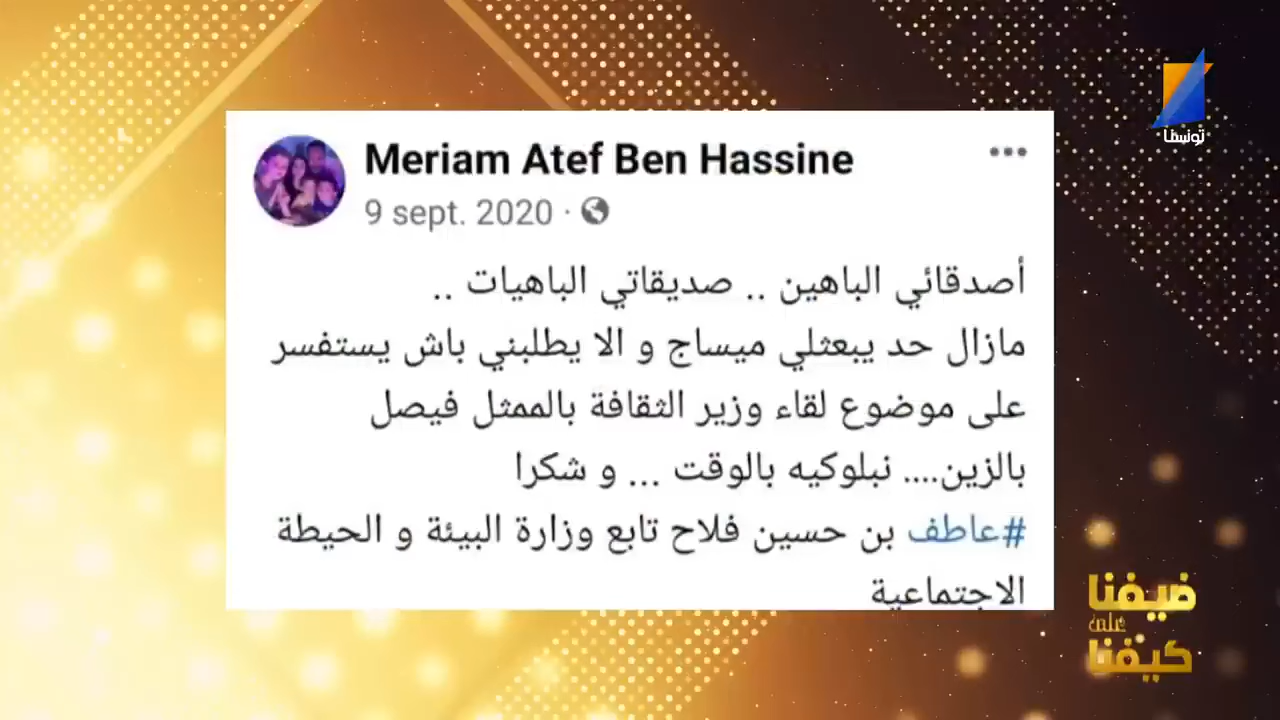 تونسنا
Meriam Atef Ben Hassine
9 sept. 2020 ·
أصدقائي الباهين .. صديقاتي الباهيات ..
مازال حد يبعثلي ميساج و الا يطلبني باش يستفسر
على موضوع لقاء وزير الثقافة بالممثل فيصل
بالزين.... نبلوكيه بالوقت ... و شكرا
#عاطف بن حسين فلاح تابع وزارة البيئة و الحيطة
الاجتماعية
ضيفنا
على
كيفنا